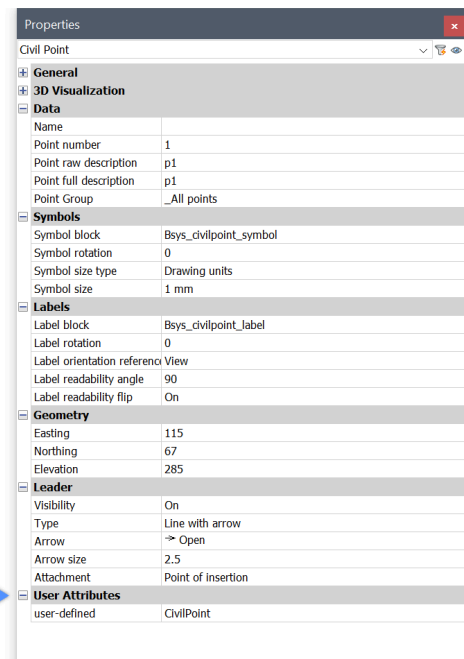 Properties
Civil Point
General
3D Visualization
Data
Name
Point number 1
Point raw description p1
Point full description p1
Point Group _All points
Symbols
Symbol block Bsys_civilpoint_symbol
Symbol rotation 0
Symbol size type Drawing units
Symbol size 1 mm
Labels
Label block Bsys_civilpoint_label
Label rotation 0
Label orientation referenc View
Label readability angle 90
Label readability flip On
Geometry
Easting 115
Northing 67
Elevation 285
Leader
Visibility On
Type Line with arrow
Arrow Open
Arrow size 2.5
Attachment Point of insertion
User Attributes
user-defined CivilPoint